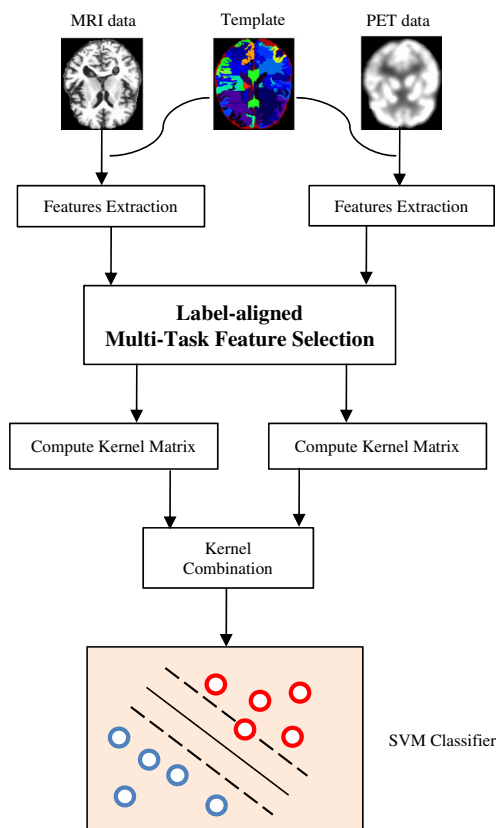 MRI data
Template
PET data
Features Extraction
Features Extraction
Label-aligned
Multi-Task Feature Selection
Compute Kernel Matrix
Compute Kernel Matrix
Kernel
Combination
SVM Classifier